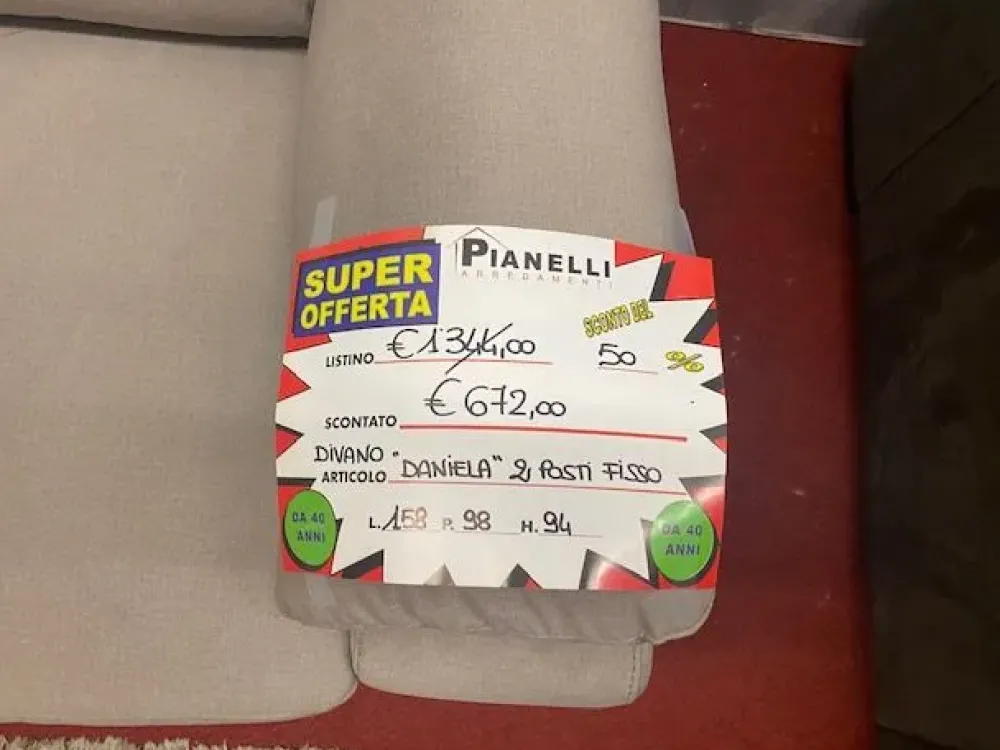 SUPER
OFFERTA
PIANELLI
ARREDAMENTI
SCONTO DEL
LISTINO € 1344,00 50 %
€ 672,00
SCONTATO
DIVANO
ARTICOLO "DANIELA" 2 POSTI FISSO
L. 158 P. 98 H. 94
DA 40
ANNI
DA 40
ANNI